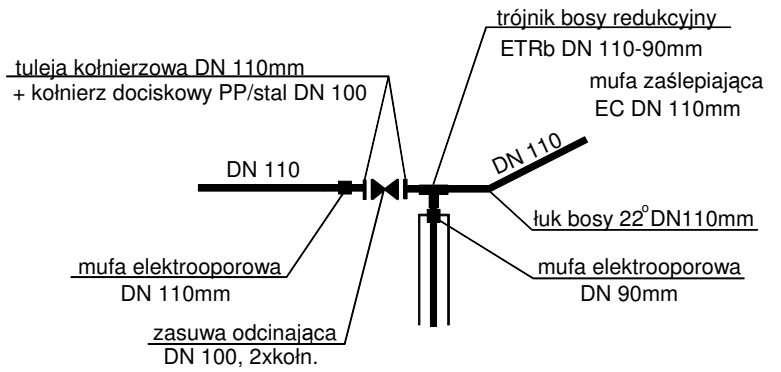 trójnik bosy redukcyjny
ETRb DN 110-90mm
tuleja kołnierzowa DN 110mm
+ kołnierz dociskowy PP/stal DN 100
mufa zaślepiająca
EC DN 110mm
DN 110
DN 110
łuk bosy 22°DN110mm
mufa elektrooporowa
DN 110mm
mufa elektrooporowa
DN 90mm
zasuwa odcinająca
DN 100, 2xkołn.